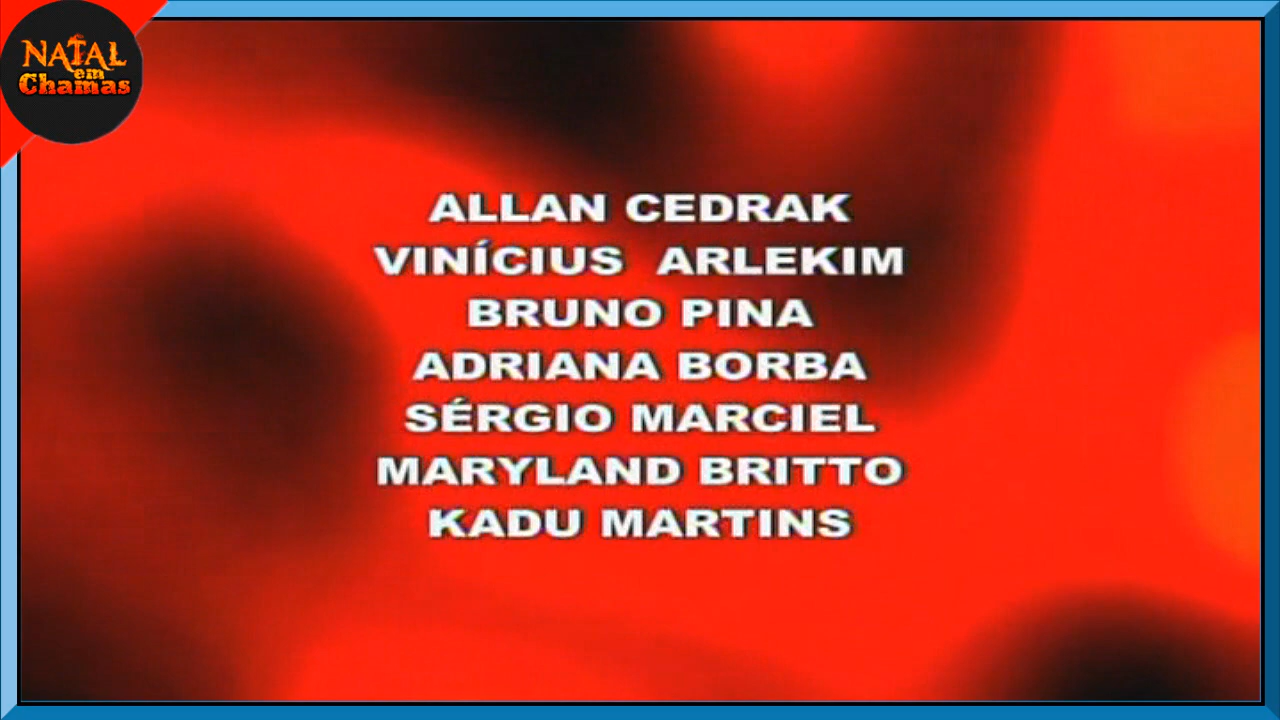 NATAL
em
Chamas
ALLAN CEDRAK
VINÍCIUS ARLEKIM
BRUNO PINA
ADRIANA BORBA
SÉRGIO MARCIEL
MARYLAND BRITTO
KADU MARTINS